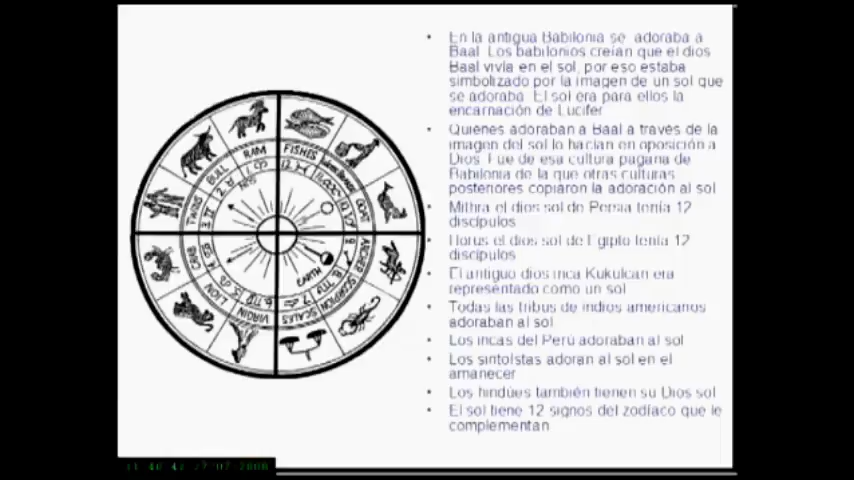 En la antigua Babilonia se adoraba a
Baal. Los babilonios creían que el dios
Baal vivía en el sol, por eso estaba
simbolizado por la imagen de un sol que
se adoraba. El sol era para ellos la
encarnación de Lucifer
Quienes adoraban a Baal a través de la
imagen del sol lo hacían en oposición a
Dios. Fue de esa cultura pagana de
Babilonia de la que otras culturas
posteriores copiaron la adoración al sol
Mithra el dios sol de Persia tenía 12
discípulos
Horus el dios sol de Egipto tenía 12
discípulos
El antiguo dios inca Kukulcan era
representado como un sol
Todas las tribus de indios americanos
adoraban al sol
Los incas del Perú adoraban al sol
Los sintoístas adoran al sol en el
amanecer
Los hindúes también tienen su Dios sol
El sol tiene 12 signos del zodíaco que le
complementan
RAM
FISHES
GOAT
ARCHER
SCORPION
SCALES
VIRGIN
LION
CRAB
TWINS
BULL
EARTH